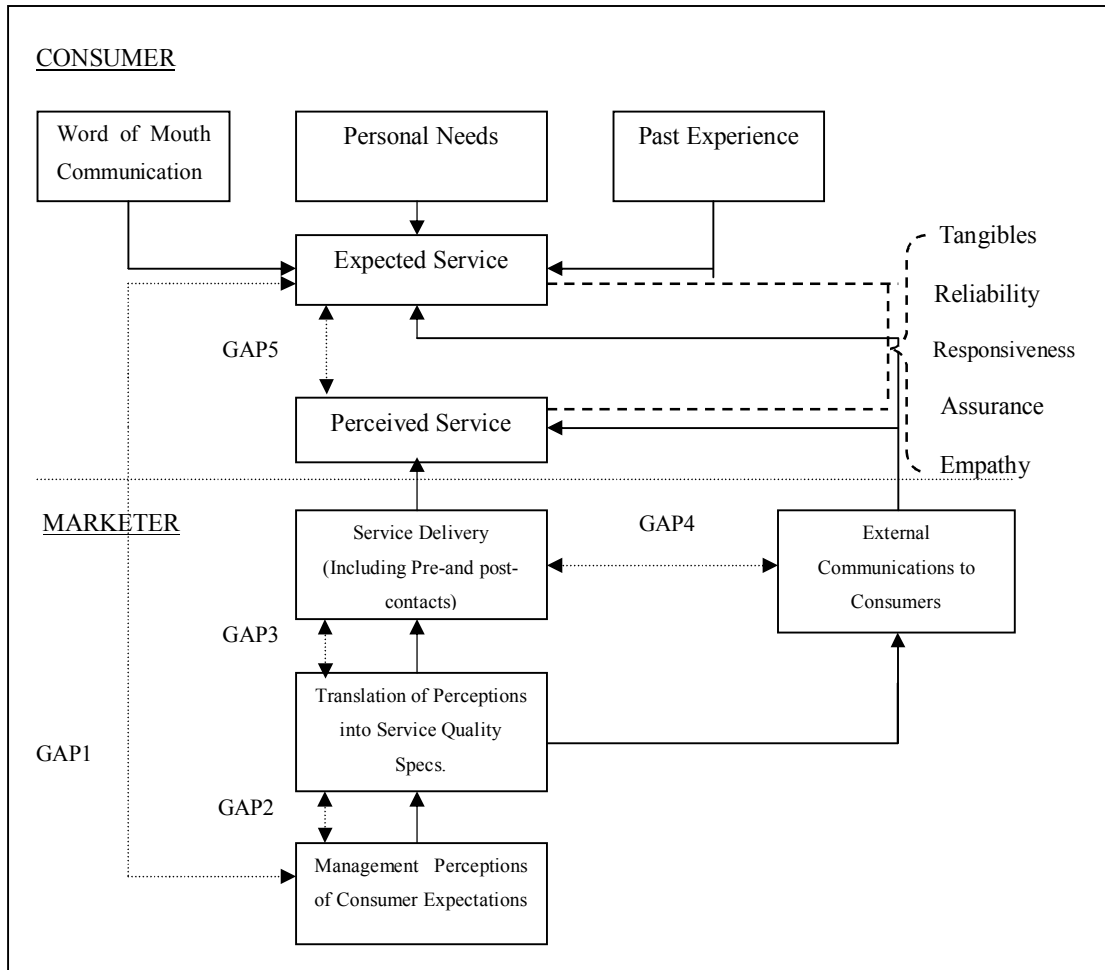 CONSUMER
Word of Mouth
Communication
Personal Needs
Past Experience
Expected Service
Tangibles
Reliability
Responsiveness
Assurance
Empathy
GAP5
Perceived Service
MARKETER
Service Delivery
(Including Pre-and post-
contacts)
GAP4
External
Communications to
Consumers
GAP3
Translation of Perceptions
into Service Quality
Specs.
GAP1
GAP2
Management Perceptions
of Consumer Expectations